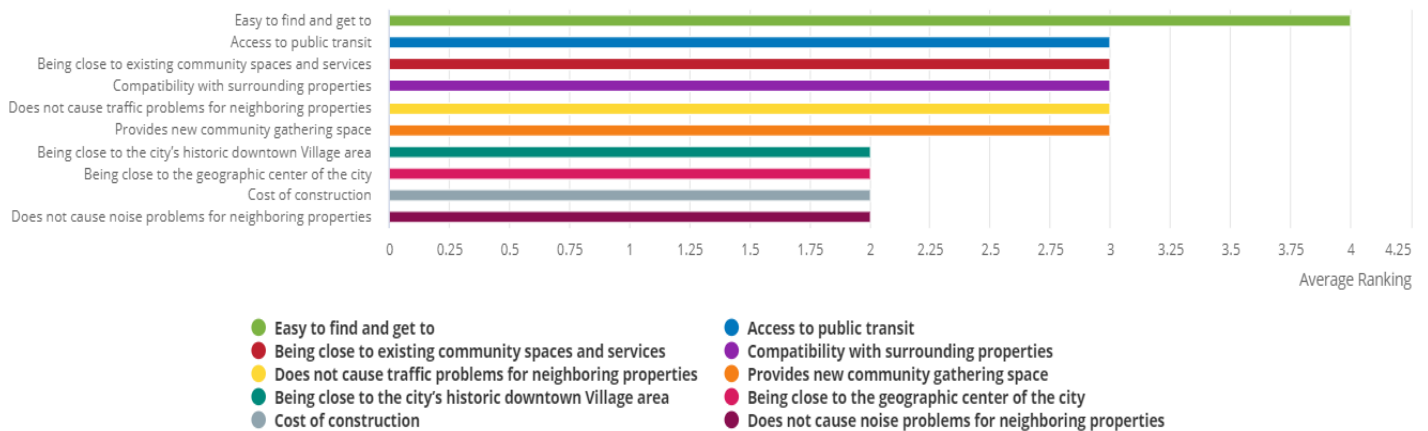 Easy to find and get to
Access to public transit
Being close to existing community spaces and services
Compatibility with surrounding properties
Does not cause traffic problems for neighboring properties
Provides new community gathering space
Being close to the city's historic downtown Village area
Being close to the geographic center of the city
Cost of construction
Does not cause noise problems for neighboring properties
0 0.25 0.5 0.75 1 1.25 1.5 1.75 2 2.25 2.5 2.75 3 3.25 3.5 3.75 4 4.25
Average Ranking
Easy to find and get to Access to public transit
Being close to existing community spaces and services Compatibility with surrounding properties
Does not cause traffic problems for neighboring properties Provides new community gathering space
Being close to the city's historic downtown Village area Being close to the geographic center of the city
Cost of construction Does not cause noise problems for neighboring properties